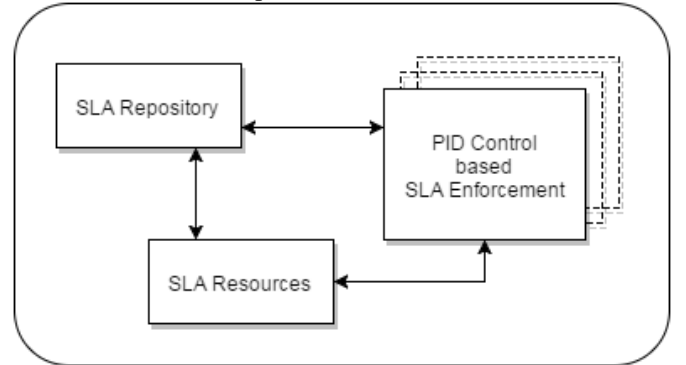 SLA Repository
PID Control
based
SLA Enforcement
SLA Resources